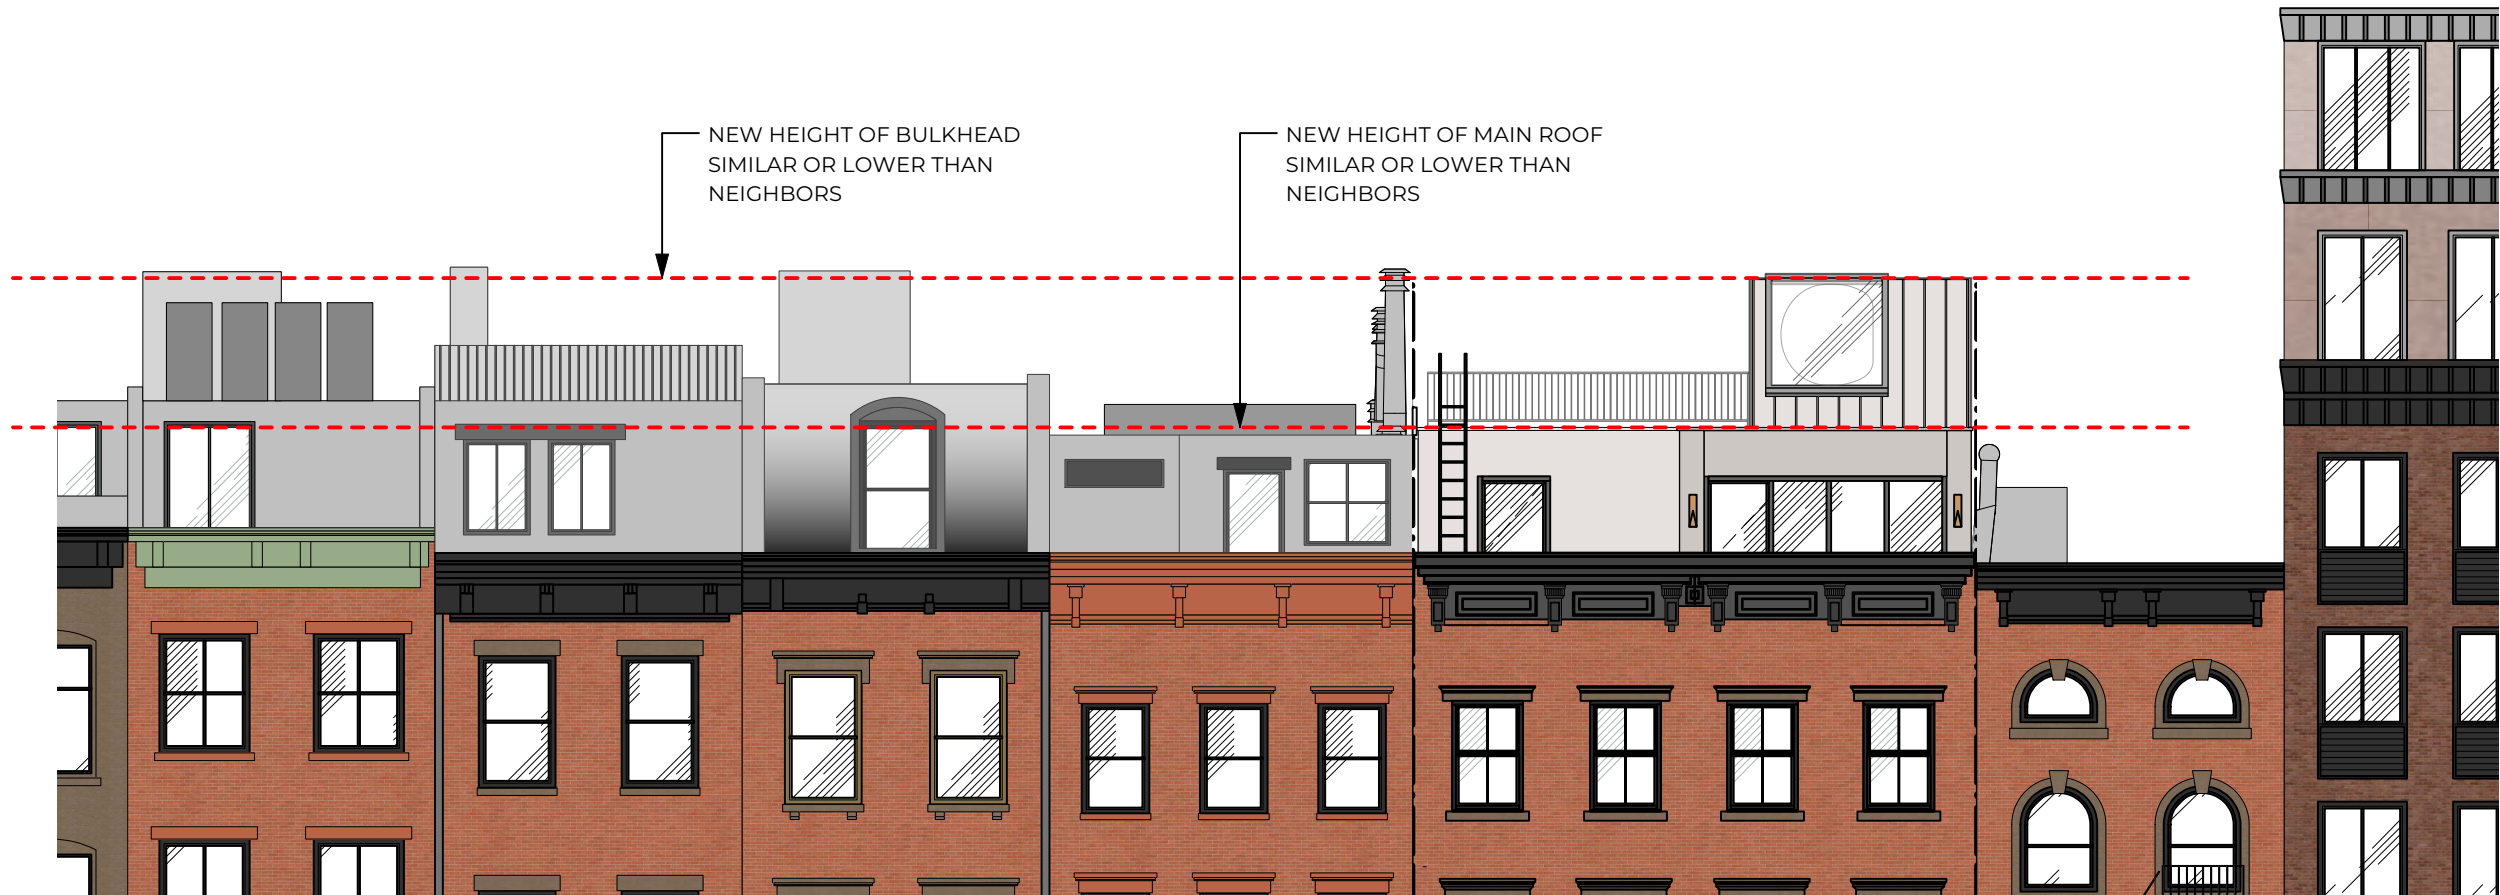 NEW HEIGHT OF BULKHEAD
SIMILAR OR LOWER THAN
NEIGHBORS
NEW HEIGHT OF MAIN ROOF
SIMILAR OR LOWER THAN
NEIGHBORS